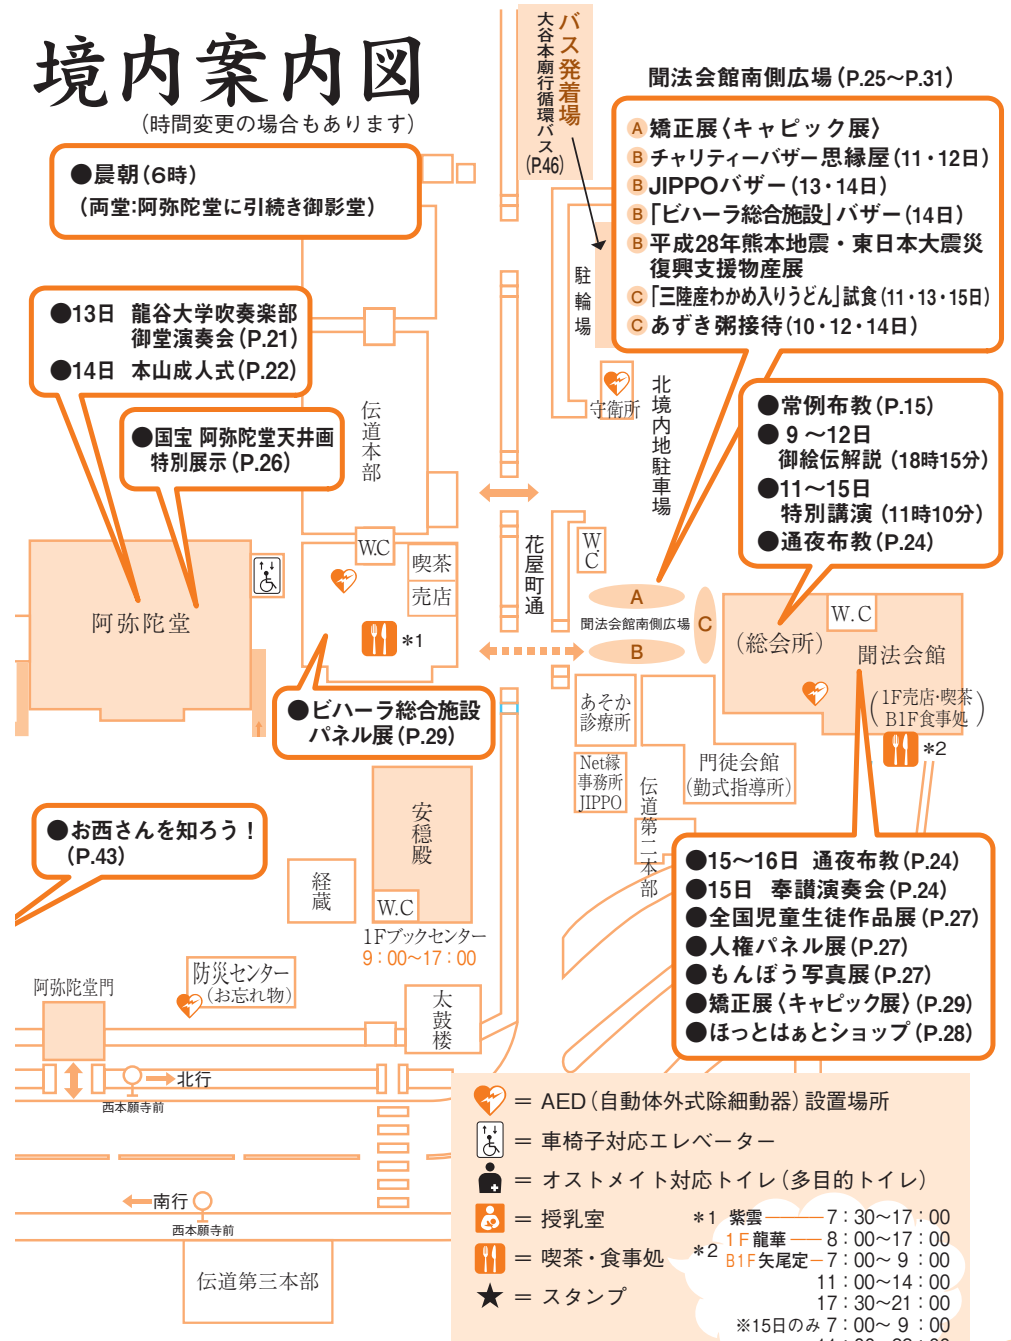 境内案内図
(時間変更の場合もあります)
バス発着場
大谷本廟行循環バス
(P.46)
聞法会館南側広場(P.25〜P.31)
A 矯正展〈キャピック展〉
B チャリティーバザー思縁屋(11・12日)
B JIPPOバザー(13・14日)
B 「ビハーラ総合施設」バザー(14日)
B 平成28年熊本地震・東日本大震災
復興支援物産展
C 「三陸産わかめ入りうどん」試食(11・13・15日)
C あずき粥接待(10・12・14日)
●晨朝(6時)
(両堂:阿弥陀堂に引続き御影堂)
●13日 龍谷大学吹奏楽部
御堂演奏会(P.21)
●14日 本山成人式(P.22)
●国宝 阿弥陀堂天井画
特別展示(P.26)
駐輪場
守衛所
北境内地駐車場
伝道本部
●常例布教(P.15)
●9〜12日
御絵伝解説(18時15分)
●11〜15日
特別講演(11時10分)
●通夜布教(P.24)
W.C
喫茶
売店
*1
花屋町通
W.C
A
聞法会館南側広場
B
C
阿弥陀堂
(総会所)
W.C
聞法会館
(1F売店・喫茶
B1F食事処)
*2
●ビハーラ総合施設
パネル展(P.29)
あそか
診療所
Net縁
事務所
JIPPO
門徒会館
(勤式指導所)
伝道第二本部
安穏殿
W.C
1Fブックセンター
9:00〜17:00
経蔵
●お西さんを知ろう!
(P.43)
●15〜16日 通夜布教(P.24)
●15日 奉讃演奏会(P.24)
●全国児童生徒作品展(P.27)
●人権パネル展(P.27)
●もんぼう写真展(P.27)
●矯正展〈キャピック展〉(P.29)
●ほっとはぁとショップ(P.28)
阿弥陀堂門
防災センター
(お忘れ物)
太鼓楼
北行
西本願寺前
南行
西本願寺前
伝道第三本部
= AED(自動体外式除細動器)設置場所
= 車椅子対応エレベーター
= オストメイト対応トイレ(多目的トイレ)
= 授乳室
= 喫茶・食事処
★ = スタンプ
*1 紫雲 7:30〜17:00
*2 1F龍華 8:00〜17:00
B1F矢尾定 7:00〜9:00
11:00〜14:00
17:30〜21:00
※15日のみ 7:00〜9:00